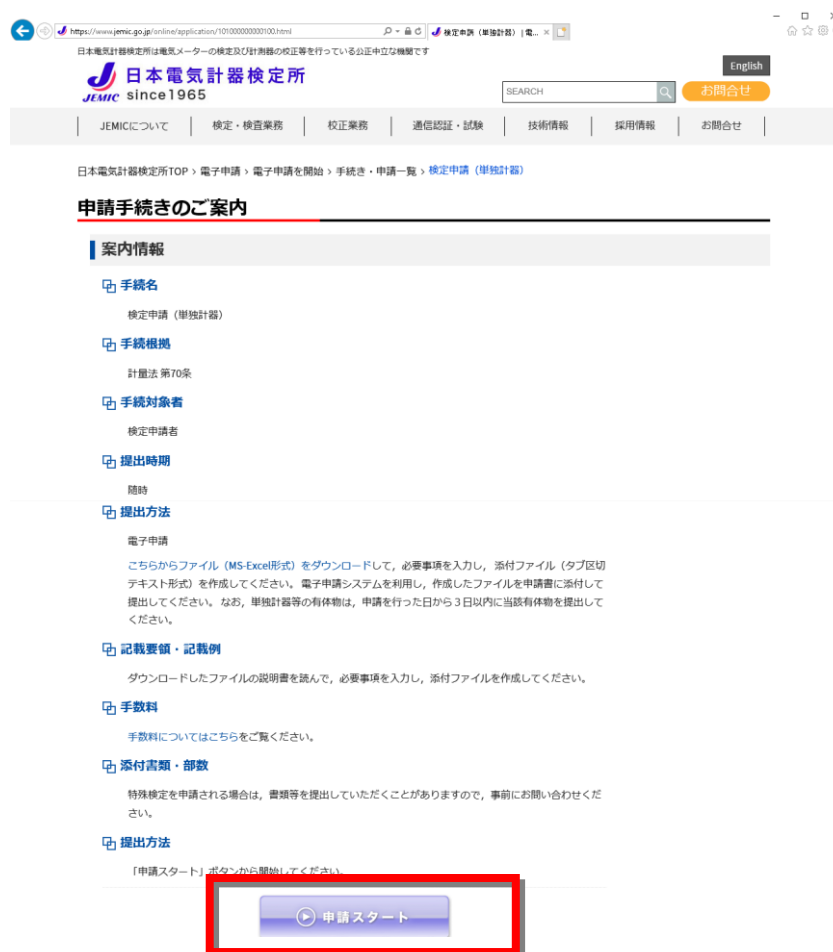 https://www.jemic.go.jp/online/application/101000000000100.html
検定申請（単独計器）|電...
日本電気計器検定所は電気メーターの検定及び計測器の校正等を行っている公正中立な機関です
English
日本電気計器検定所
JEMIC since1965
SEARCH
お問合せ
JEMICについて
検定・検査業務
校正業務
通信認証・試験
技術情報
採用情報
お問合せ
日本電気計器検定所TOP › 電子申請 › 電子申請を開始 › 手続き・申請一覧 › 検定申請（単独計器）
申請手続きのご案内
案内情報
手続名
検定申請（単独計器）
手続根拠
計量法 第70条
手続対象者
検定申請者
提出時期
随時
提出方法
電子申請
こちらからファイル（MS-Excel形式）をダウンロードして，必要事項を入力し， 添付ファイル（タブ区切
テキスト形式）を作成してください。 電子申請システムを利用し，作成したファイルを申請書に添付して
提出してください。 なお，単独計器等の有体物は，申請を行った日から３日以内に当該有体物を提出して
ください。
記載要領・記載例
ダウンロードしたファイルの説明書を読んで，必要事項を入力し，添付ファイルを作成してください。
手数料
手数料についてはこちらをご覧ください。
添付書類・部数
特殊検定を申請される場合は，書類等を提出していただくことがありますので，事前にお問い合わせくだ
さい。
提出方法
「申請スタート」ボタンから開始してください。
申請スタート